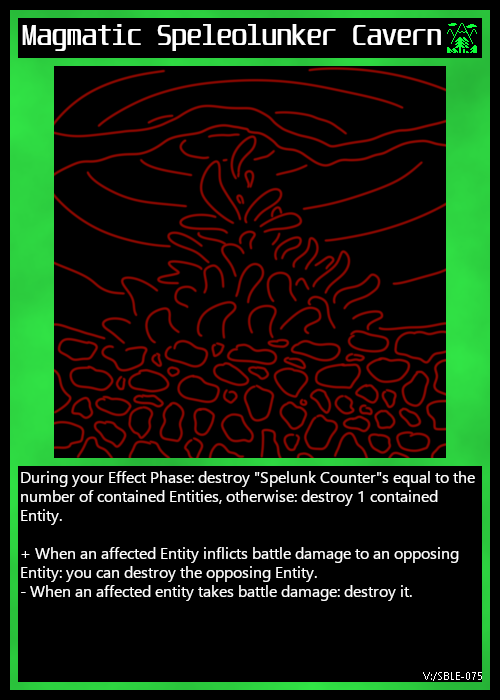 Magmatic Speleolunker Cavern
During your Effect Phase: destroy "Spelunk Counter"s equal to the
number of contained Entities, otherwise: destroy 1 contained
Entity.
+ When an affected Entity inflicts battle damage to an opposing
Entity: you can destroy the opposing Entity.
- When an affected entity takes battle damage: destroy it.
V:/SBLE-075